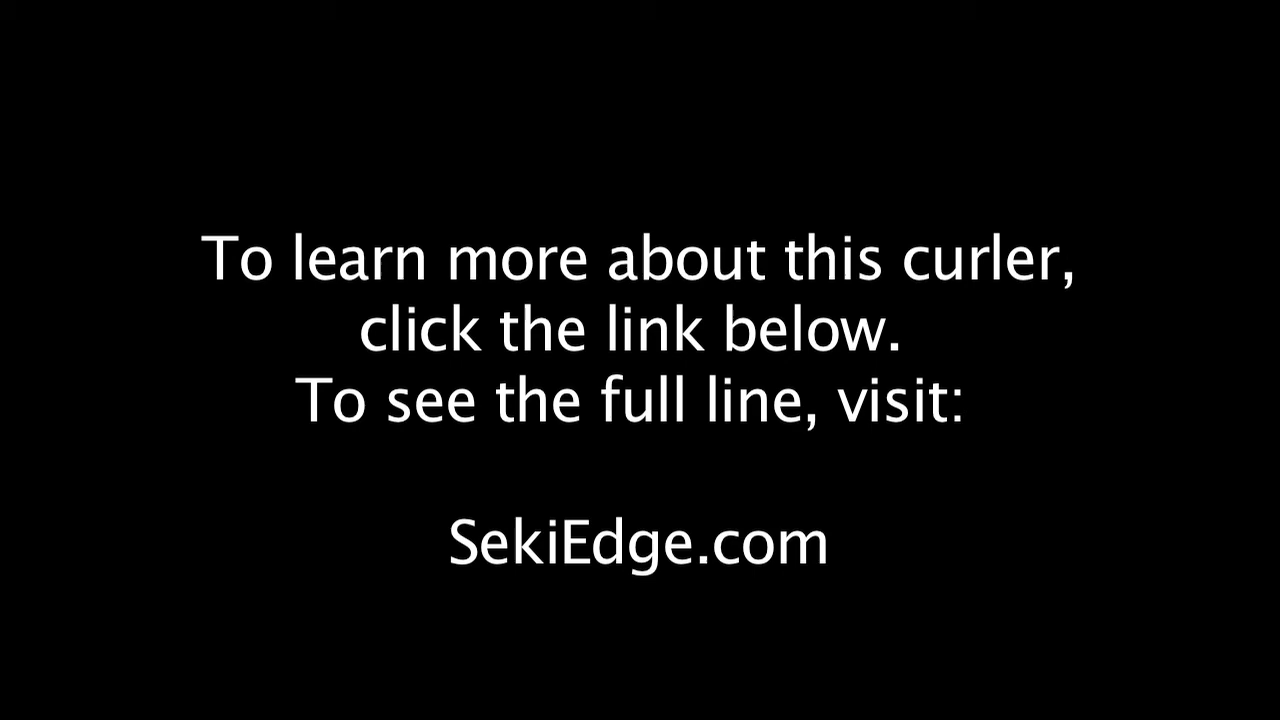 To learn more about this curler,
click the link below.
To see the full line, visit:
SekiEdge.com